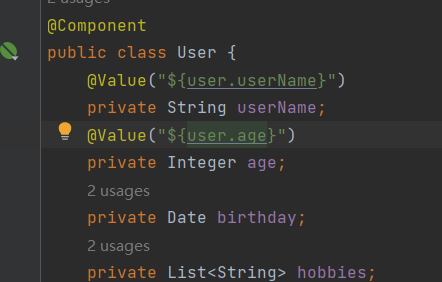 2 usages
@Component
public class User {
@Value("${user.userName}")
private String userName;
@Value("${user.age}")
private Integer age;
2 usages
private Date birthday;
2 usages
private List<String> hobbies;